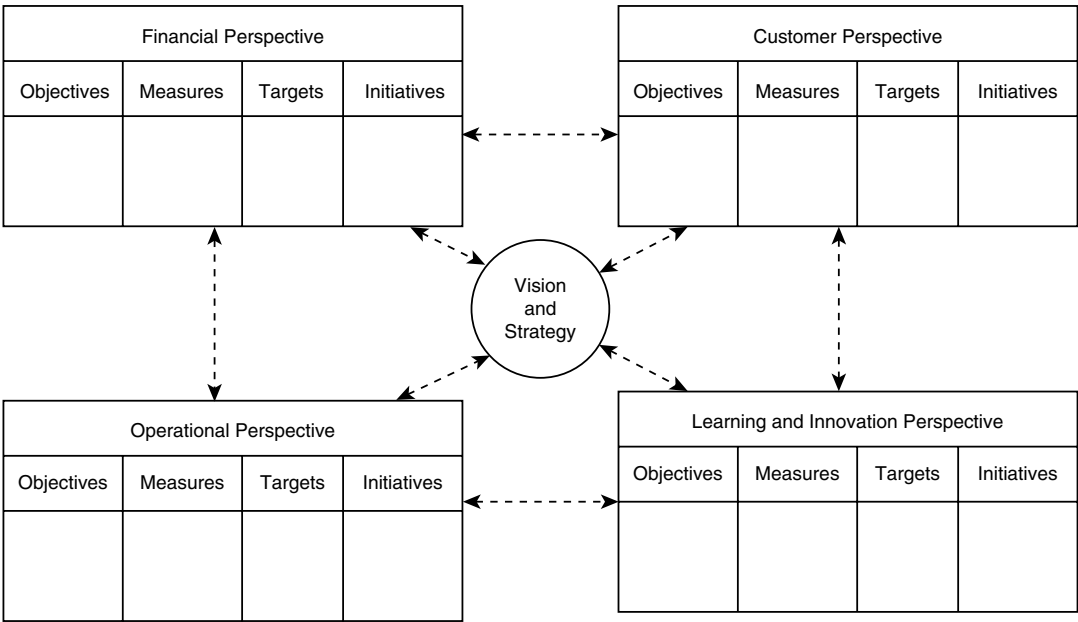 Financial Perspective
Objectives Measures Targets Initiatives
Customer Perspective
Objectives Measures Targets Initiatives
Vision
and
Strategy
Operational Perspective
Objectives Measures Targets Initiatives
Learning and Innovation Perspective
Objectives Measures Targets Initiatives